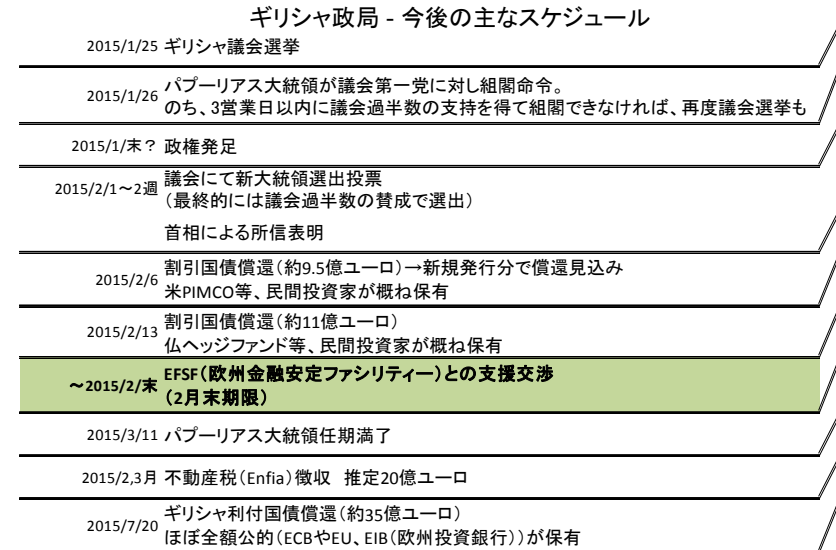 ギリシャ政局 - 今後の主なスケジュール
2015/1/25 ギリシャ議会選挙
2015/1/26 パプーリアス大統領が議会第一党に対し組閣命令。
のち、3営業日以内に議会過半数の支持を得て組閣できなければ、再度議会選挙も
2015/1/末？ 政権発足
2015/2/1～2週 議会にて新大統領選出投票
（最終的には議会過半数の賛成で選出）
首相による所信表明
2015/2/6 割引国債償還（約9.5億ユーロ）→新規発行分で償還見込み
米PIMCO等、民間投資家が概ね保有
2015/2/13 割引国債償還（約11億ユーロ）
仏ヘッジファンド等、民間投資家が概ね保有
～2015/2/末 EFSF（欧州金融安定ファシリティー）との支援交渉
（2月末期限）
2015/3/11 パプーリアス大統領任期満了
2015/2,3月 不動産税（Enfia）徴収　推定20億ユーロ
2015/7/20 ギリシャ利付国債償還（約35億ユーロ）
ほぼ全額公的（ECBやEU、EIB（欧州投資銀行））が保有